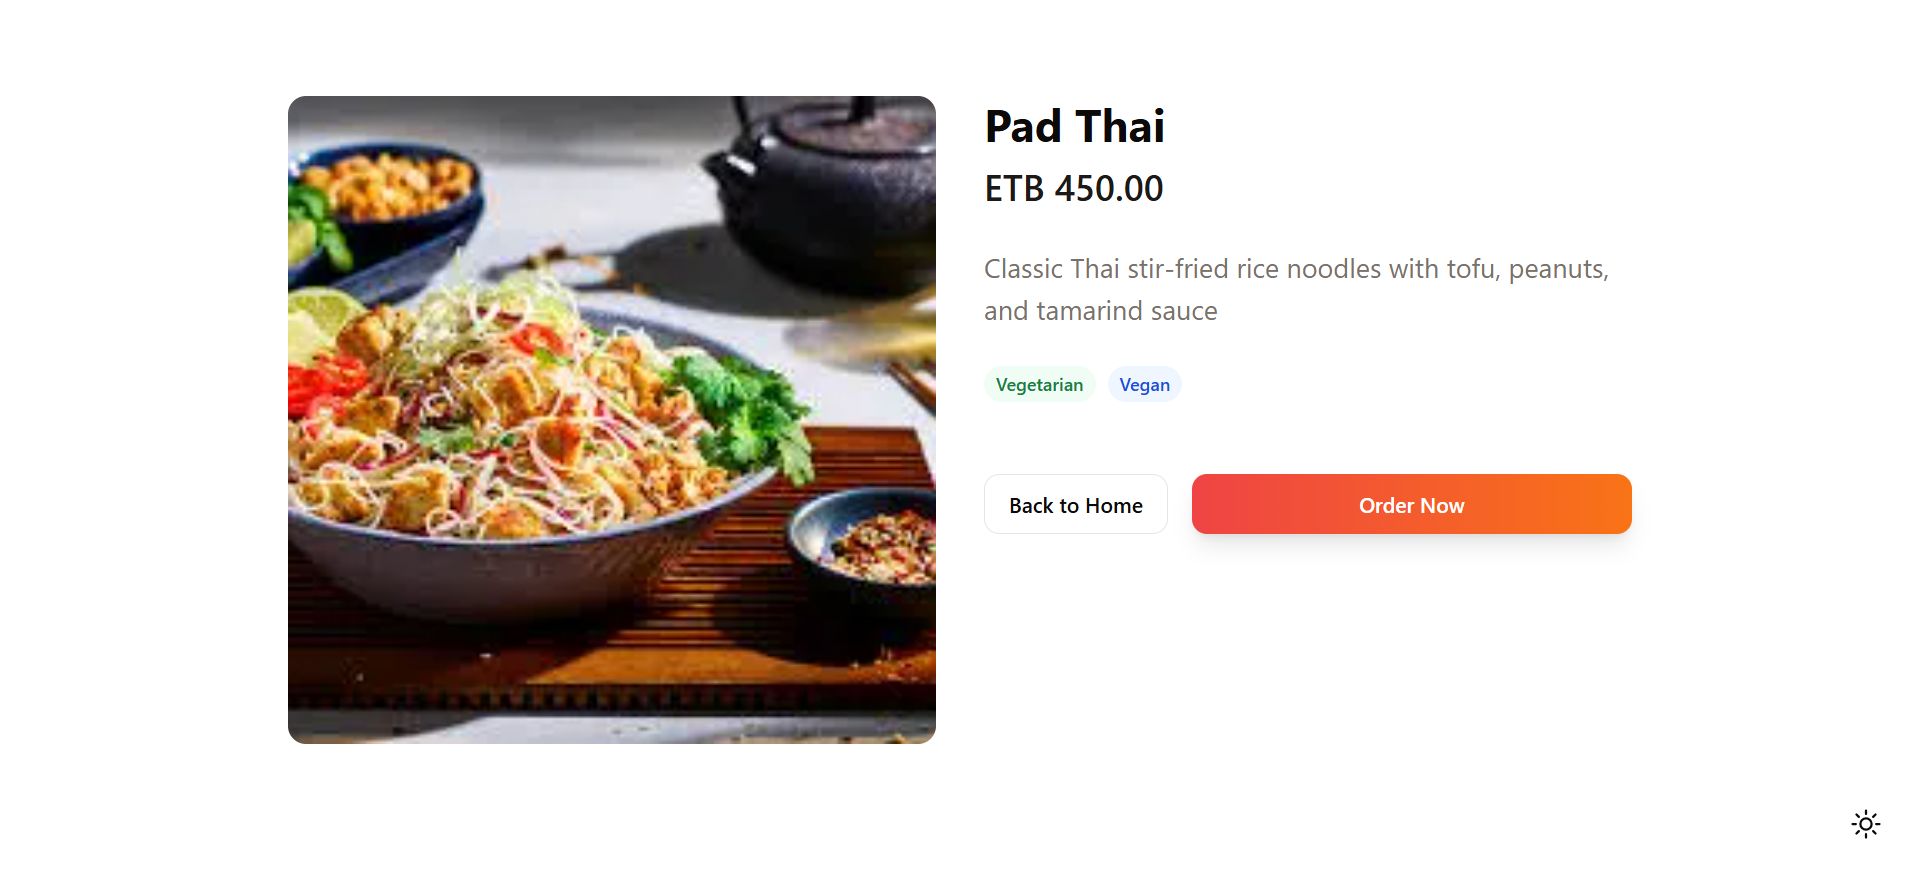 Pad Thai
ETB 450.00
Classic Thai stir-fried rice noodles with tofu, peanuts,
and tamarind sauce
Vegetarian Vegan
Back to Home Order Now